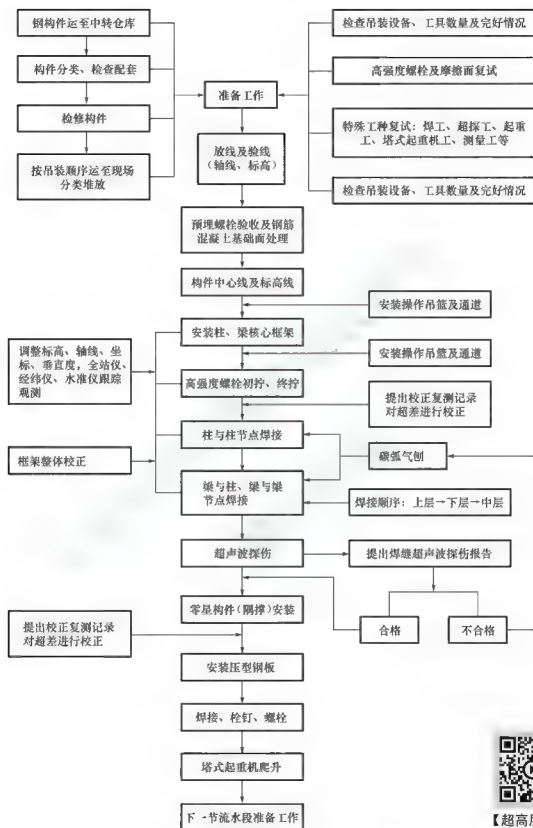 钢构件运至中转仓库
构件分类、检查配套
检修构件
按吊装顺序运至现场
分类堆放
准备工作
检查吊装设备、工具数量及完好情况
高强度螺栓及摩擦面复试
特殊工种复试：焊工、超探工、起重
工、塔式起重机工、测量工等
检查吊装设备、工具数量及完好情况
放线及验线
(轴线、标高)
预埋螺栓验收及钢筋
混凝土基础面处理
构件中心线及标高线
安装操作吊篮及通道
安装柱、梁核心框架
安装操作吊篮及通道
调整标高、轴线、坐
标、垂直度，全站仪、
经纬仪、水准仪跟踪
观测
高强度螺栓初拧、终拧
提出校正复测记录
对超差进行校正
柱与柱节点焊接
碳弧气刨
框架整体校正
梁与柱、梁与梁
节点焊接
焊接顺序：上层→下层→中层
超声波探伤
提出焊缝超声波探伤报告
零星构件(隅撑)安装
合格
不合格
提出校正复测记录
对超差进行校正
安装压型钢板
焊接、栓钉、螺栓
塔式起重机爬升
下一节流水段准备工作
【超高层